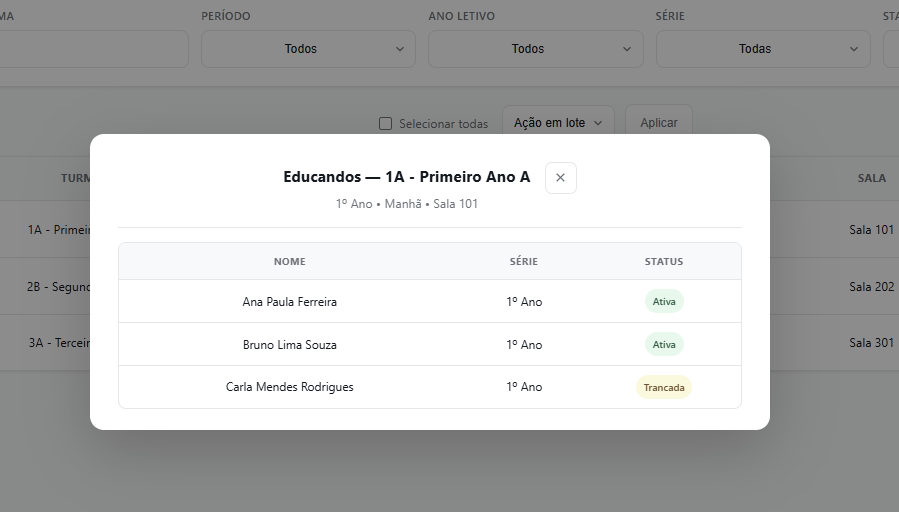 MA PERÍODO ANO LETIVO SÉRIE STA
Todos Todos Todas
Selecionar todas Ação em lote Aplicar
TURM SALA
Educandos — 1A - Primeiro Ano A ×
1º Ano • Manhã • Sala 101
1A - Primei Sala 101
NOME SÉRIE STATUS
2B - Segund Sala 202
Ana Paula Ferreira 1º Ano Ativa
3A - Terceir Sala 301
Bruno Lima Souza 1º Ano Ativa
Carla Mendes Rodrigues 1º Ano Trancada